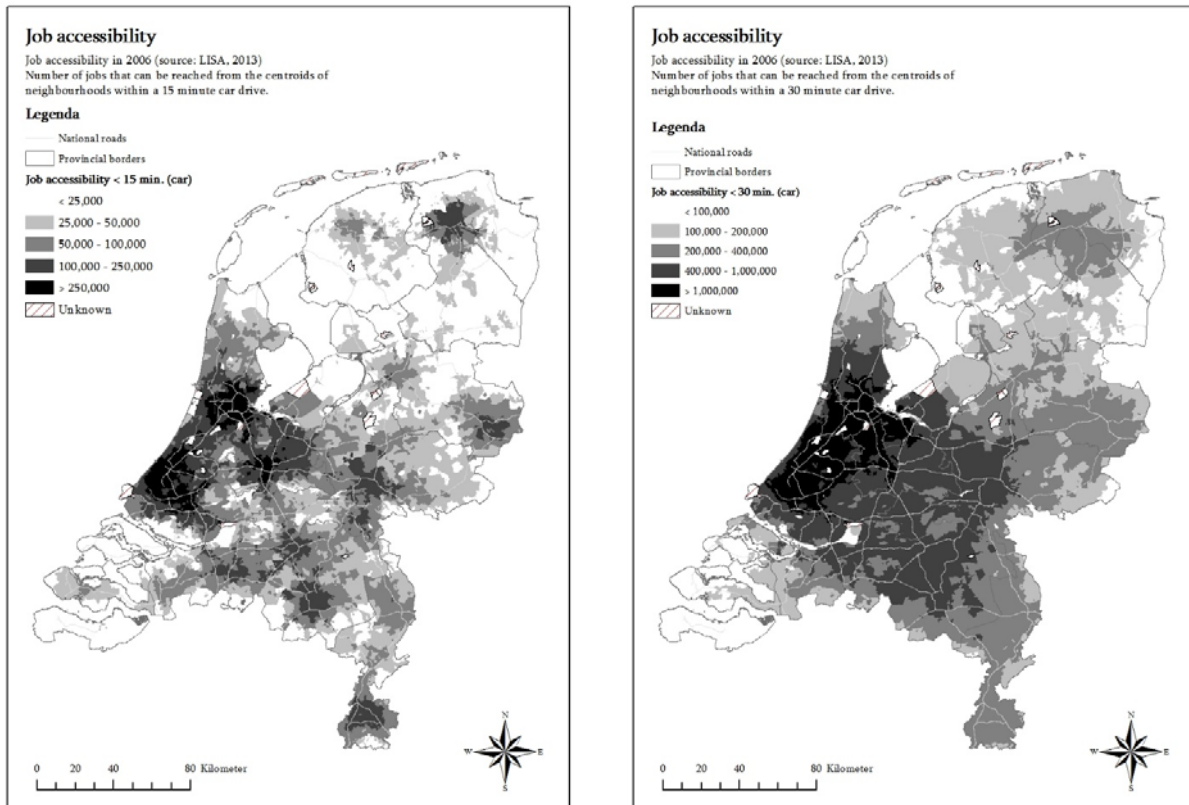 Job accessibility
Job accessibility in 2006 (source: LISA, 2013)
Number of jobs that can be reached from the centroids of
neighbourhoods within a 15 minute car drive.
Legenda
National roads
Provincial borders
Job accessibility < 15 min. (car)
< 25,000
25,000 - 50,000
50,000 - 100,000
100,000 - 250,000
> 250,000
Unknown
N
W E
S
0 20 40 80 Kilometer
Job accessibility
Job accessibility in 2006 (source: LISA, 2013)
Number of jobs that can be reached from the centroids of
neighbourhoods within a 30 minute car drive.
Legenda
National roads
Provincial borders
Job accessibility < 30 min. (car)
< 100,000
100,000 - 200,000
200,000 - 400,000
400,000 - 1,000,000
> 1,000,000
Unknown
N
W E
S
0 20 40 80 Kilometer